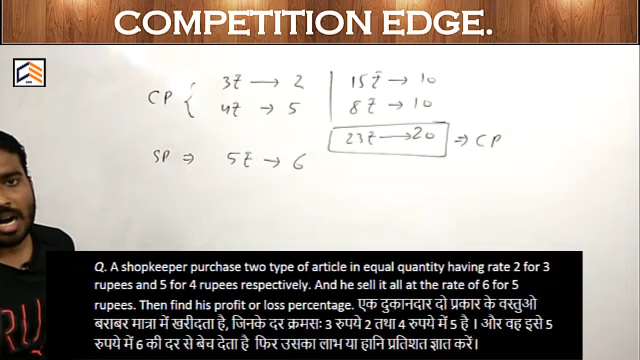 COMPETITION EDGE.
CP { 3₹ → 2 | 15₹ → 10
4₹ → 5 | 8₹ → 10
23₹ → 20 ⇒ CP
SP ⇒ 5₹ → 6
Q. A shopkeeper purchase two type of article in equal quantity having rate 2 for 3
rupees and 5 for 4 rupees respectively. And he sell it all at the rate of 6 for 5
rupees. Then find his profit or loss percentage. एक दुकानदार दो प्रकार के वस्तुओ
बराबर मात्रा में खरीदता है, जिनके दर क्रमसः 3 रुपये 2 तथा 4 रुपये में 5 है । और वह इसे 5
रुपये में 6 की दर से बेच देता है फिर उसका लाभ या हानि प्रतिशत ज्ञात करें।